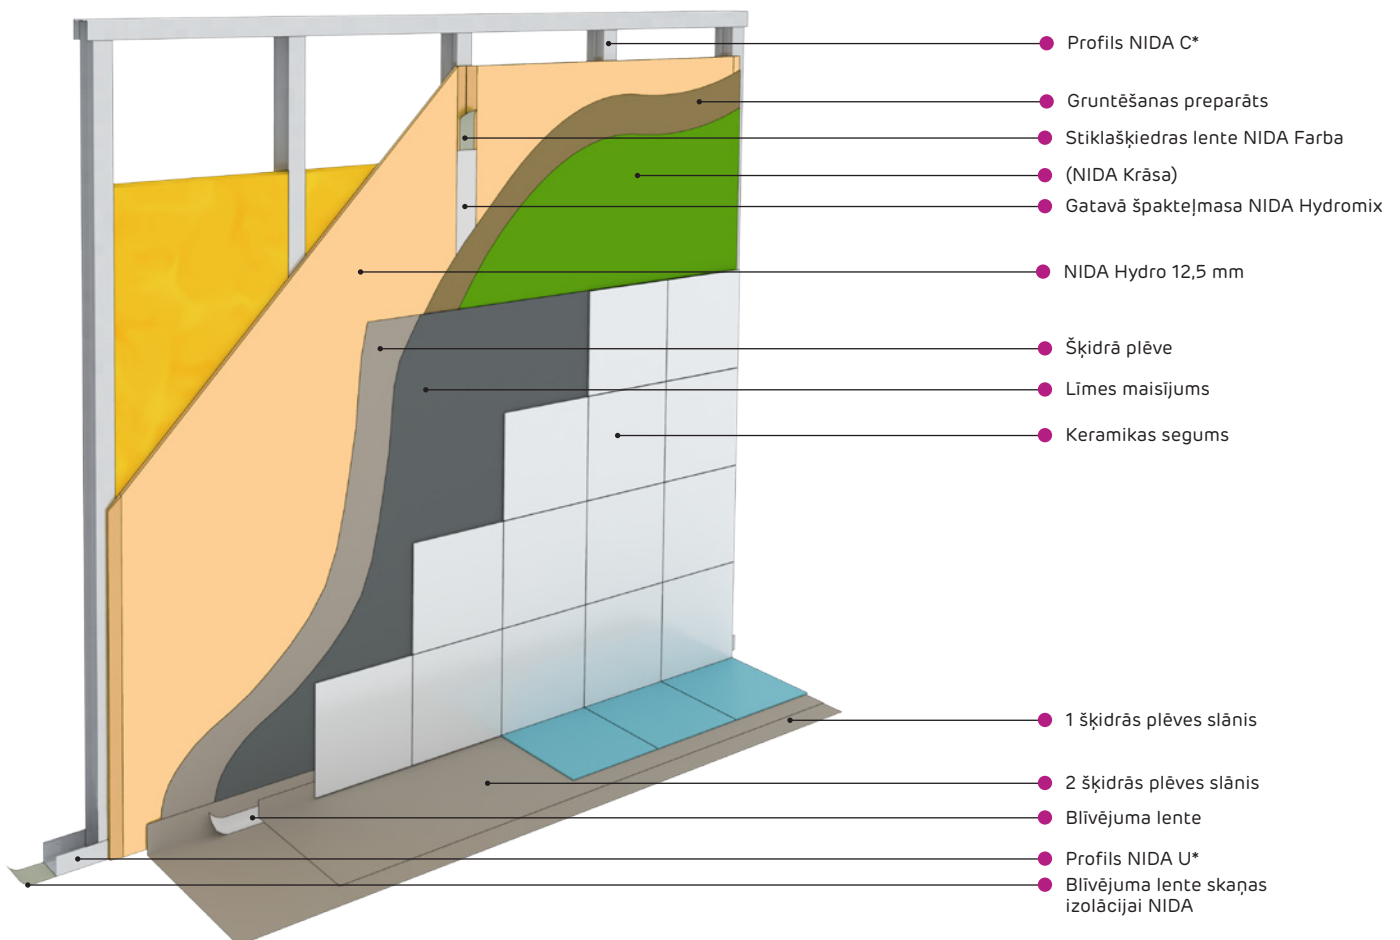 Profils NIDA C*
Gruntēšanas preparāts
Stiklašķiedras lente NIDA Farba
(NIDA Krāsa)
Gatavā špakteļmasa NIDA Hydromix
NIDA Hydro 12,5 mm
Šķidrā plēve
Līmes maisījums
Keramikas segums
1 šķidrās plēves slānis
2 šķidrās plēves slānis
Blīvējuma lente
Profils NIDA U*
Blīvējuma lente skaņas
izolācijai NIDA